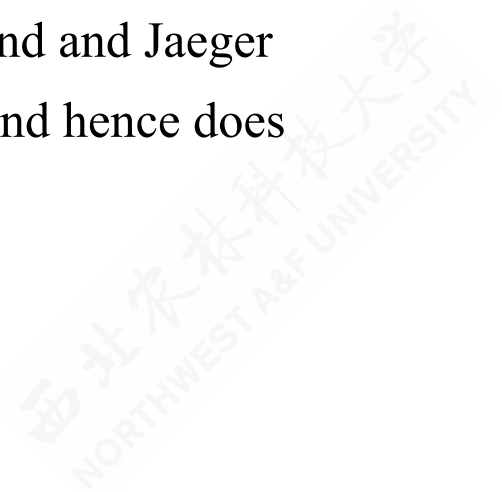 nd and Jaeger
nd hence does
西北农林科技大学
NORTHWEST A&F UNIVERSITY